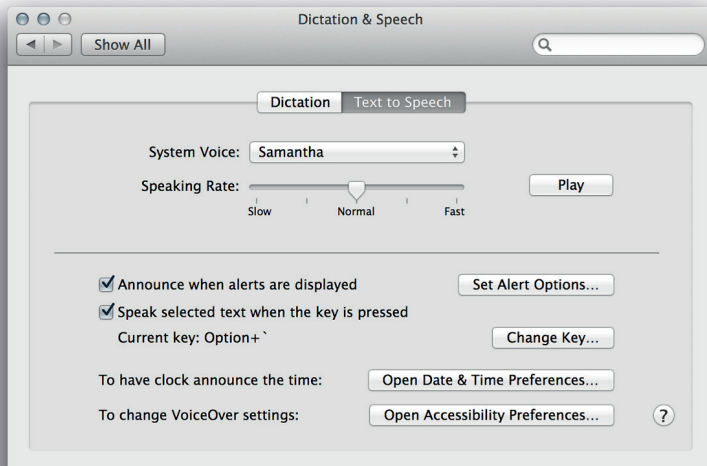 Dictation & Speech
Show All
Dictation Text to Speech
System Voice: Samantha
Speaking Rate: Play
Slow Normal Fast
Announce when alerts are displayed Set Alert Options...
Speak selected text when the key is pressed
Current key: Option+` Change Key...
To have clock announce the time: Open Date & Time Preferences...
To change VoiceOver settings: Open Accessibility Preferences... ?